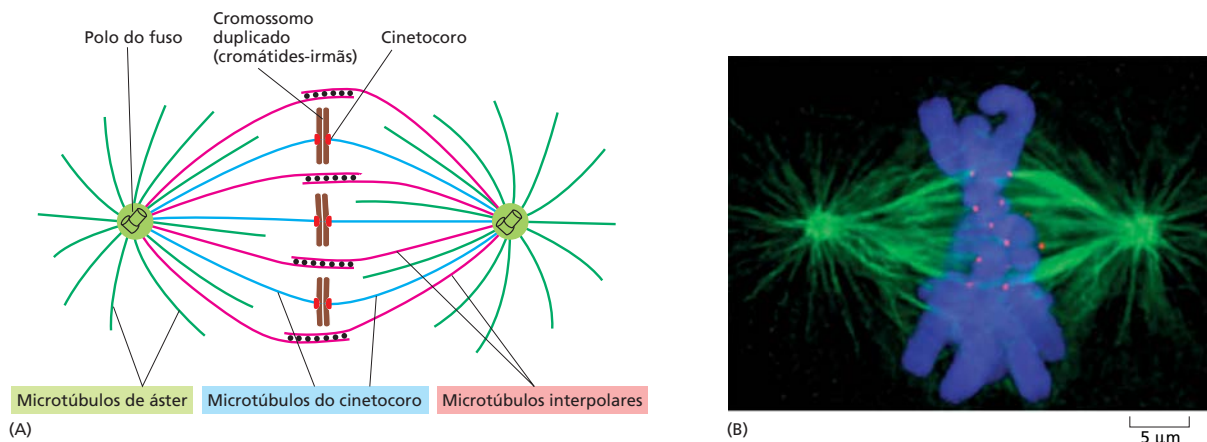 Polo do fuso
Cromossomo
duplicado
(cromátides-irmãs)
Cinetocoro
Microtúbulos de áster
Microtúbulos do cinetocoro
Microtúbulos interpolares
(A)
(B)
5 µm